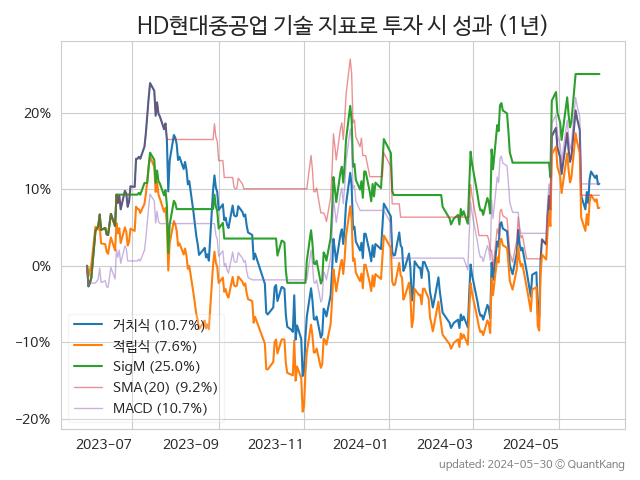 HD현대중공업 기술 지표로 투자 시 성과 (1년)
20%
10%
0%
−10%
−20%
거치식 (10.7%)
적립식 (7.6%)
SigM (25.0%)
SMA(20) (9.2%)
MACD (10.7%)
2023-07 2023-09 2023-11 2024-01 2024-03 2024-05
updated: 2024-05-30 ⓒ QuantKang